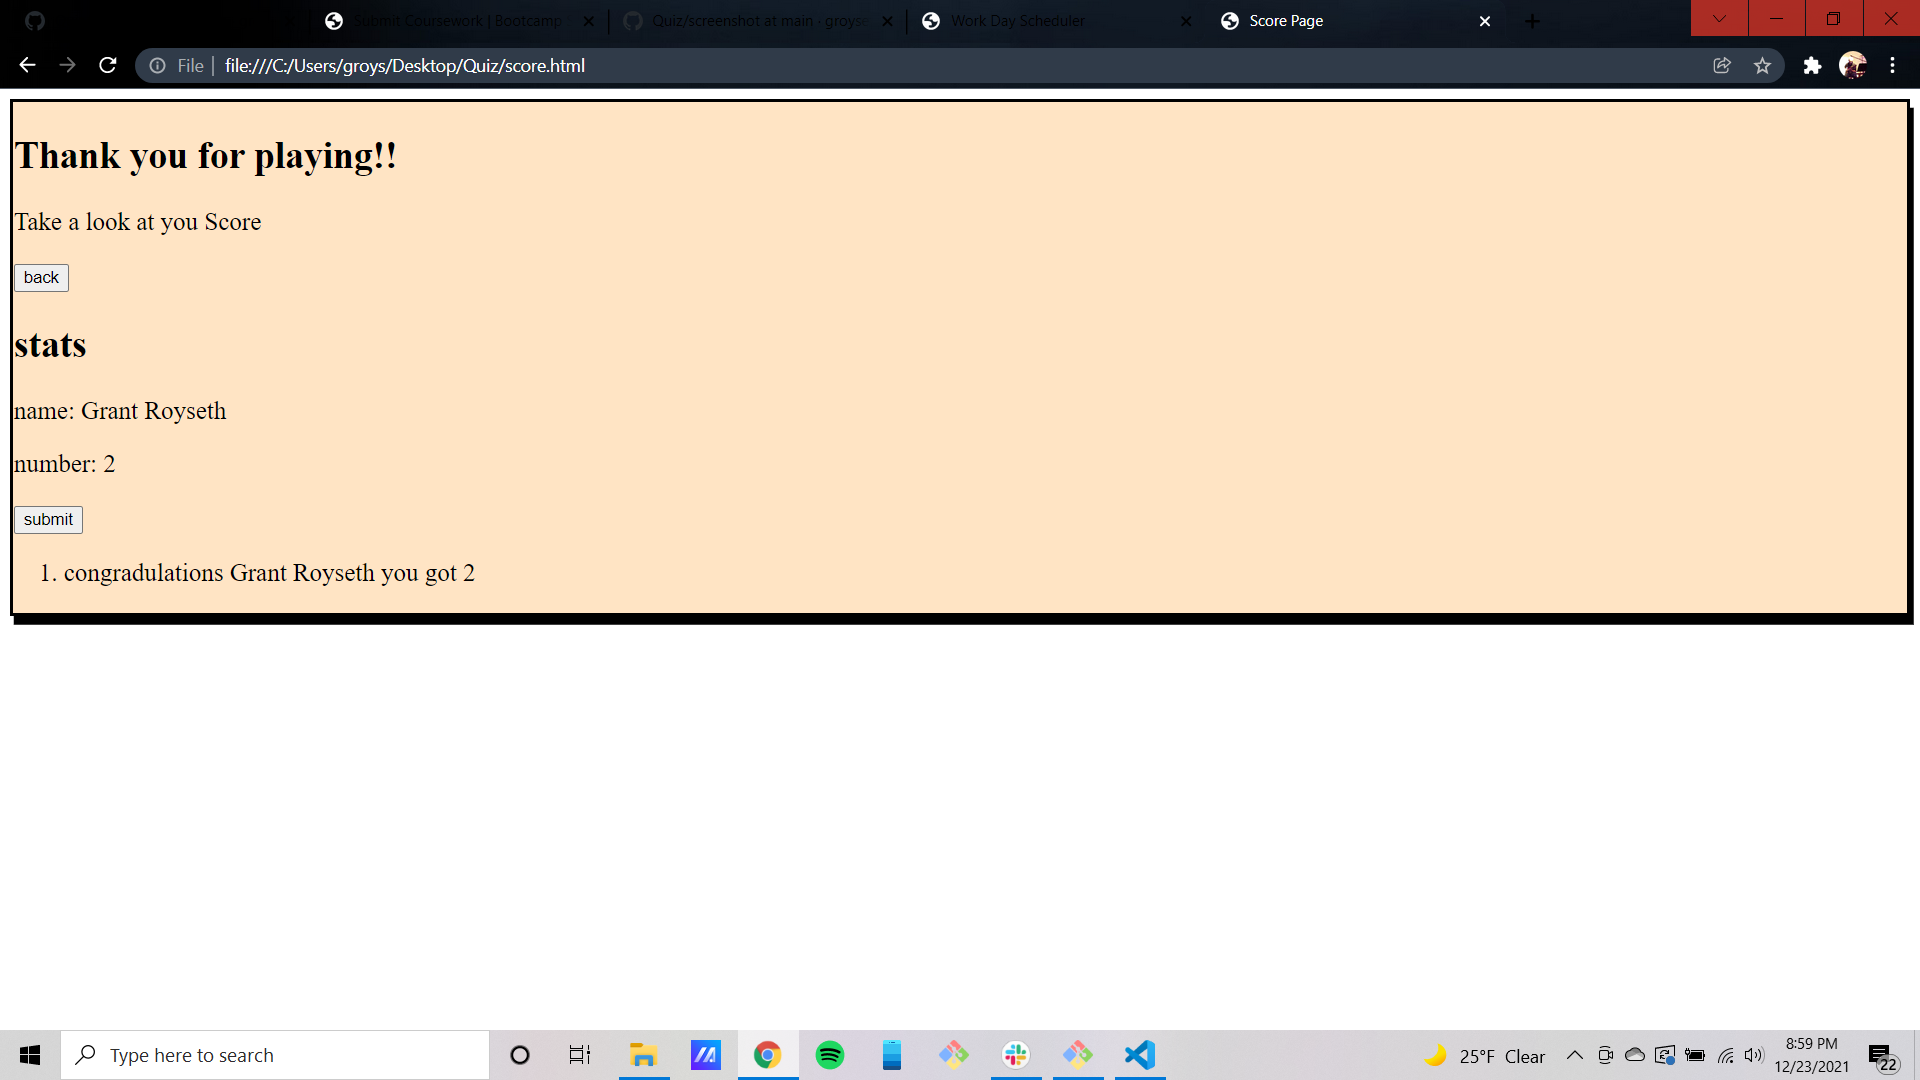 Submit Coursework | Bootcamp
Quiz/screenshot at main · groyse
Work Day Scheduler
Score Page
File
file:///C:/Users/groys/Desktop/Quiz/score.html
Thank you for playing!!
Take a look at you Score
back
stats
name: Grant Royseth
number: 2
submit
1. congradulations Grant Royseth you got 2
Type here to search
25°F Clear
8:59 PM
12/23/2021
22